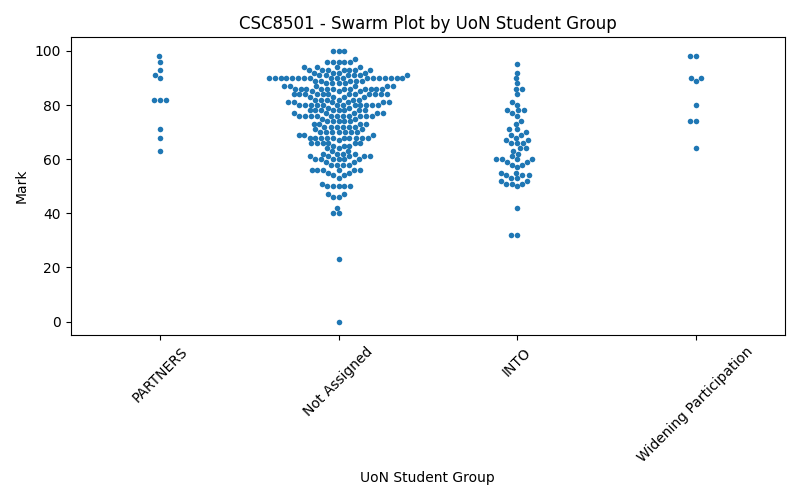 CSC8501 - Swarm Plot by UoN Student Group
100
80
60
40
20
0
Mark
PARTNERS
Not Assigned
INTO
Widening Participation
UoN Student Group